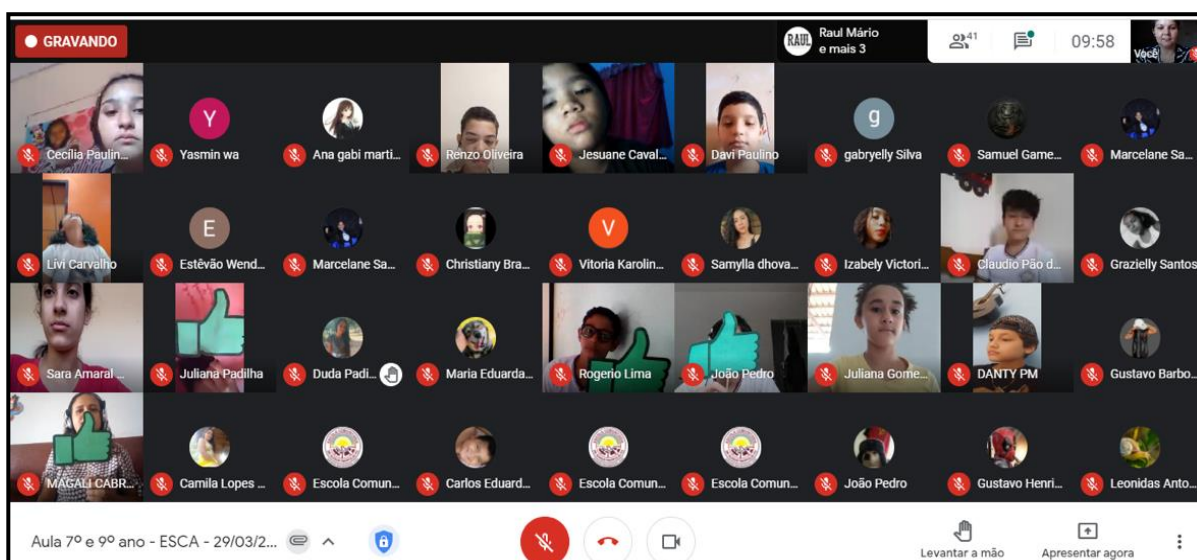 GRAVANDO
RAUL
Raul Mário
e mais 3
41
09:58
Você
Cecília Paulin...
Y
Yasmin wa
Ana gabi marti...
Renzo Oliveira
Jesuane Caval...
Davi Paulino
g
gabryelly Silva
Samuel Game...
Marcelane Sa...
Livi Carvalho
E
Estêvão Wend...
Marcelane Sa...
Christiany Bra...
V
Vitoria Karolin...
Samylla dhova...
Izabely Victori...
Claudio Pão d...
Grazielly Santos
Sara Amaral ...
Juliana Padilha
Duda Padi...
Maria Eduarda...
Rogerio Lima
João Pedro
Juliana Gome...
DANTY PM
Gustavo Barbo...
MAGALI CABR...
Camila Lopes ...
Escola Comun...
Carlos Eduard...
Escola Comun...
Escola Comun...
João Pedro
Gustavo Henri...
Leonidas Anto...
Aula 7º e 9º ano - ESCA - 29/03/2...
Levantar a mão
Apresentar agora